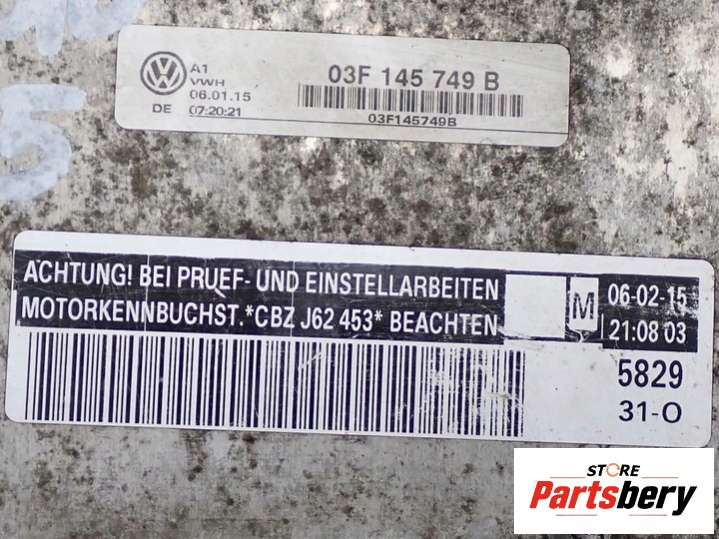 A1
VWH
06.01.15
DE 07:20:21
03F 145 749 B
03F145749B
ACHTUNG! BEI PRUEF- UND EINSTELLARBEITEN
MOTORKENNBUCHST.*CBZ J62 453* BEACHTEN
M
06-02-15
21:08 03
5829
31-O
STORE
Partsbery